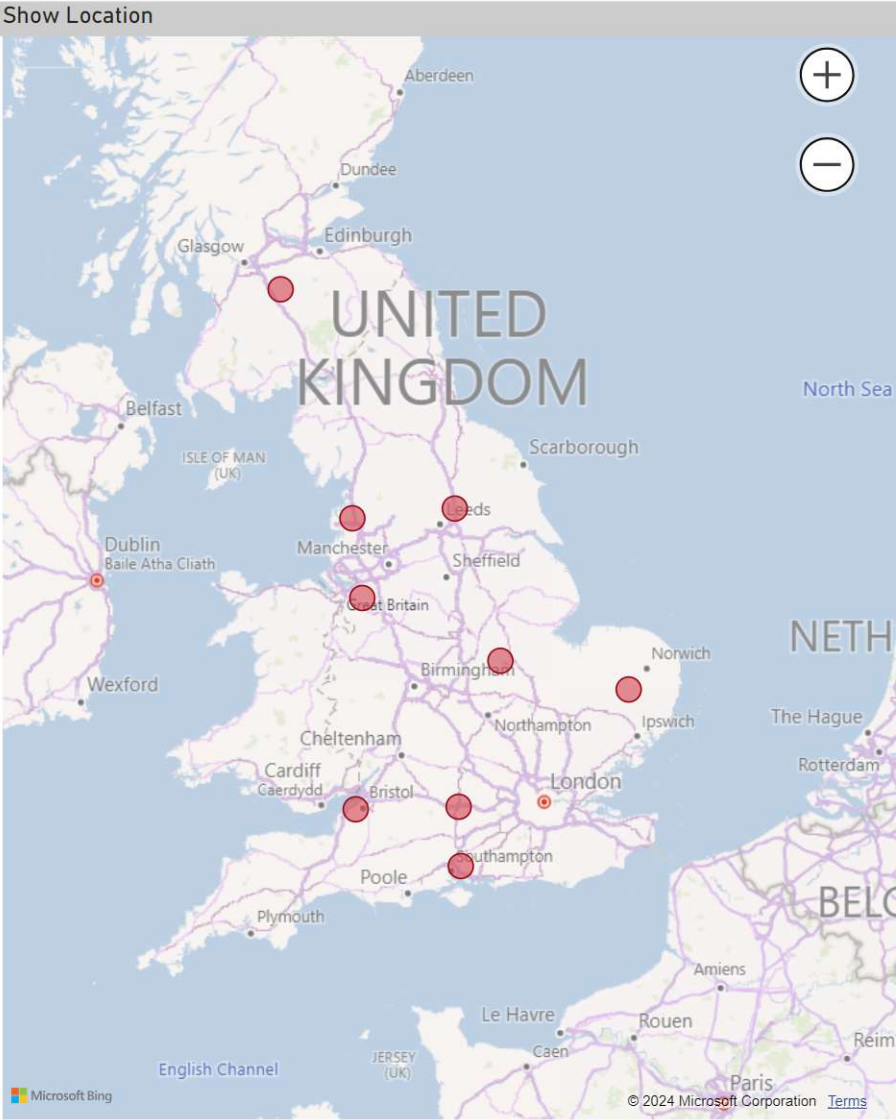 Show Location
Aberdeen
Dundee
Glasgow
Edinburgh
UNITED
KINGDOM
North Sea
Belfast
ISLE OF MAN
(UK)
Scarborough
Leeds
Dublin
Baile Atha Cliath
Manchester
Sheffield
Great Britain
NETH
Norwich
Birmingham
Wexford
Ipswich
The Hague
Northampton
Cheltenham
Rotterdam
Cardiff
Caerdydd
London
Bristol
Southampton
Poole
BELG
Plymouth
Amiens
Le Havre
Rouen
Reim
Caen
JERSEY
(UK)
English Channel
Paris
Microsoft Bing
© 2024 Microsoft Corporation Terms